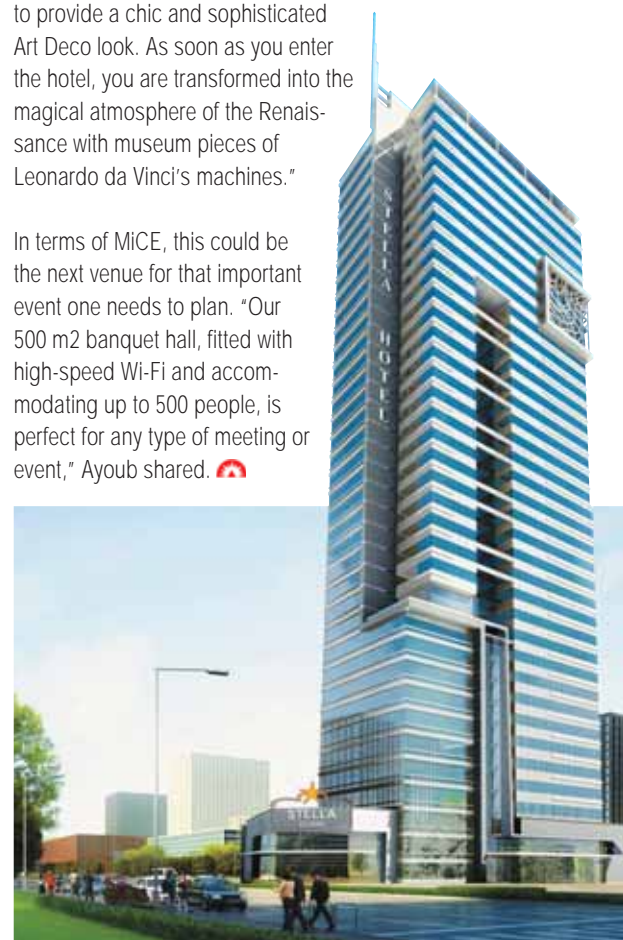 to provide a chic and sophisticated
Art Deco look. As soon as you enter
the hotel, you are transformed into the
magical atmosphere of the Renais-
sance with museum pieces of
Leonardo da Vinci's machines."
In terms of MiCE, this could be
the next venue for that important
event one needs to plan. "Our
500 m2 banquet hall, fitted with
high-speed Wi-Fi and accom-
modating up to 500 people, is
perfect for any type of meeting or
event," Ayoub shared.
STELLA HOTEL
STELLA